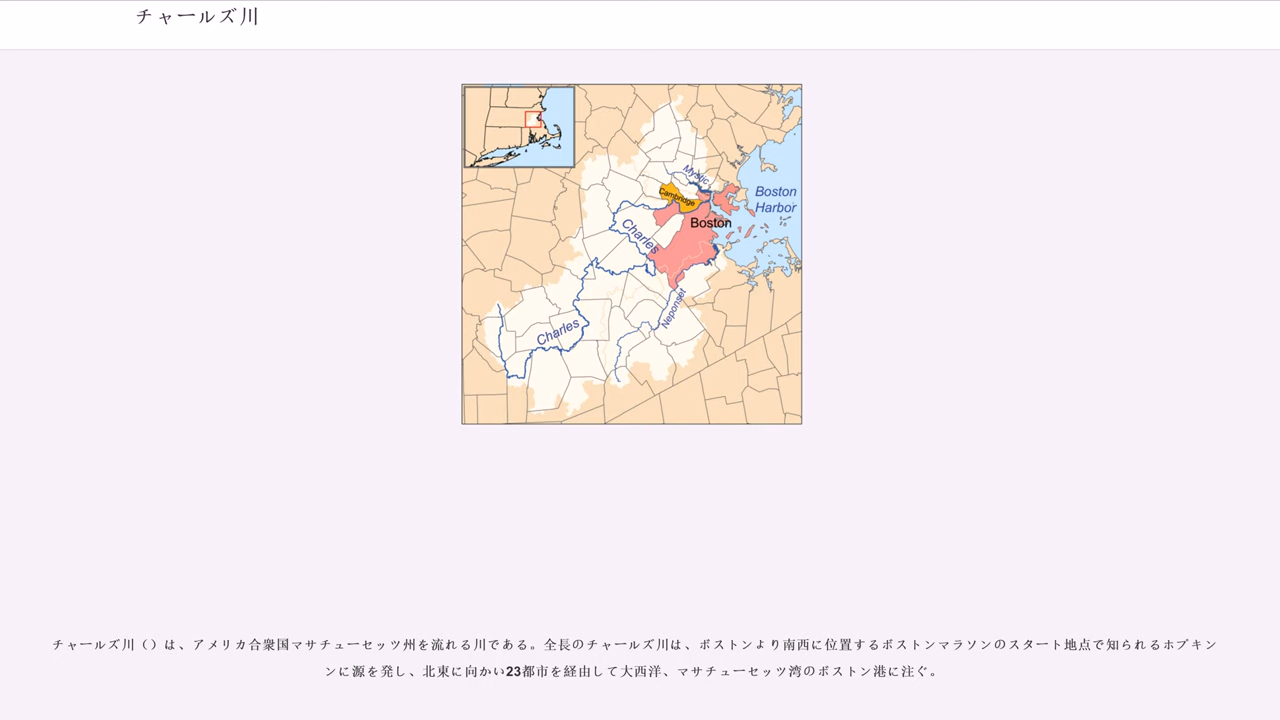 チャールズ川
Mystic
Cambridge
Boston
Harbor
Boston
Charles
Neponset
Charles
チャールズ川（）は、アメリカ合衆国マサチューセッツ州を流れる川である。全長のチャールズ川は、ボストンより南西に位置するボストンマラソンのスタート地点で知られるホプキン
ンに源を発し、北東に向かい23都市を経由して大西洋、マサチューセッツ湾のボストン港に注ぐ。